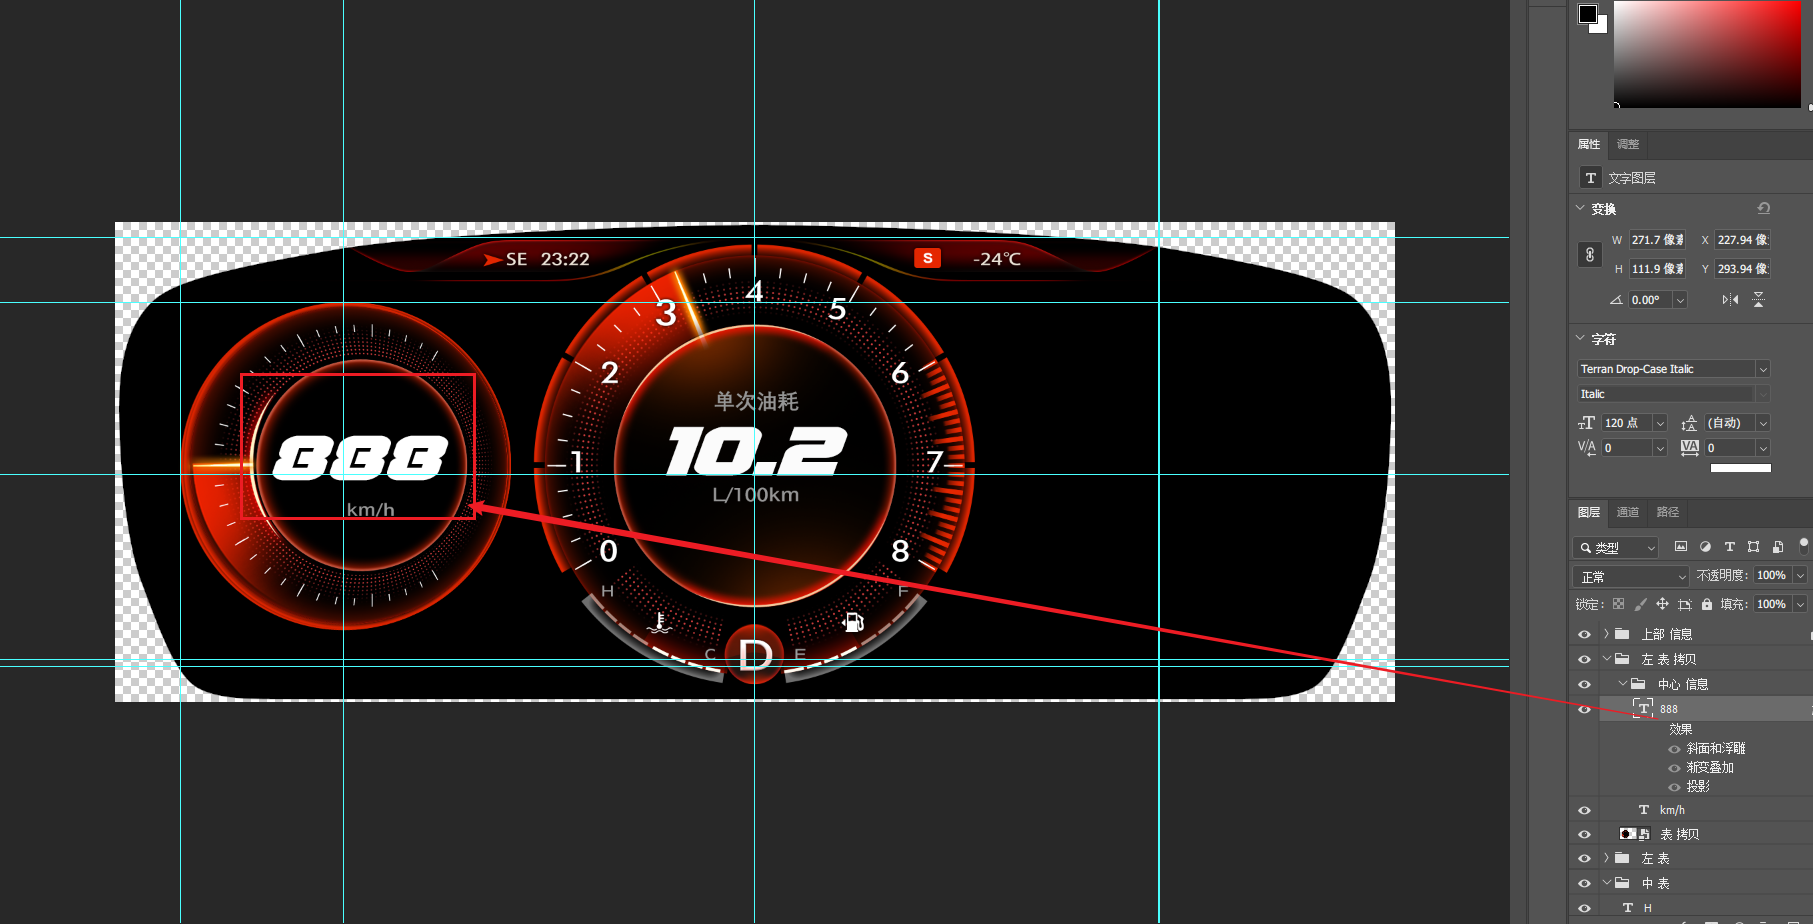 SE 23:22
S -24℃
4
3 5
2 6
单次油耗
888
10.2
1 7
L/100km
km/h
0 8
H F
C D E
属性 调整
T 文字图层
变换
W 271.7 像素 X 227.94 像
H 111.9 像素 Y 293.94 像
0.00°
字符
Terran Drop-Case Italic
Italic
120 点 (自动)
V/A 0 VA 0
图层 通道 路径
类型
正常 不透明度: 100%
锁定: 填充: 100%
上部 信息
左 表 拷贝
中心 信息
T 888
效果
斜面和浮雕
渐变叠加
投影
T km/h
表 拷贝
左 表
中 表
T H